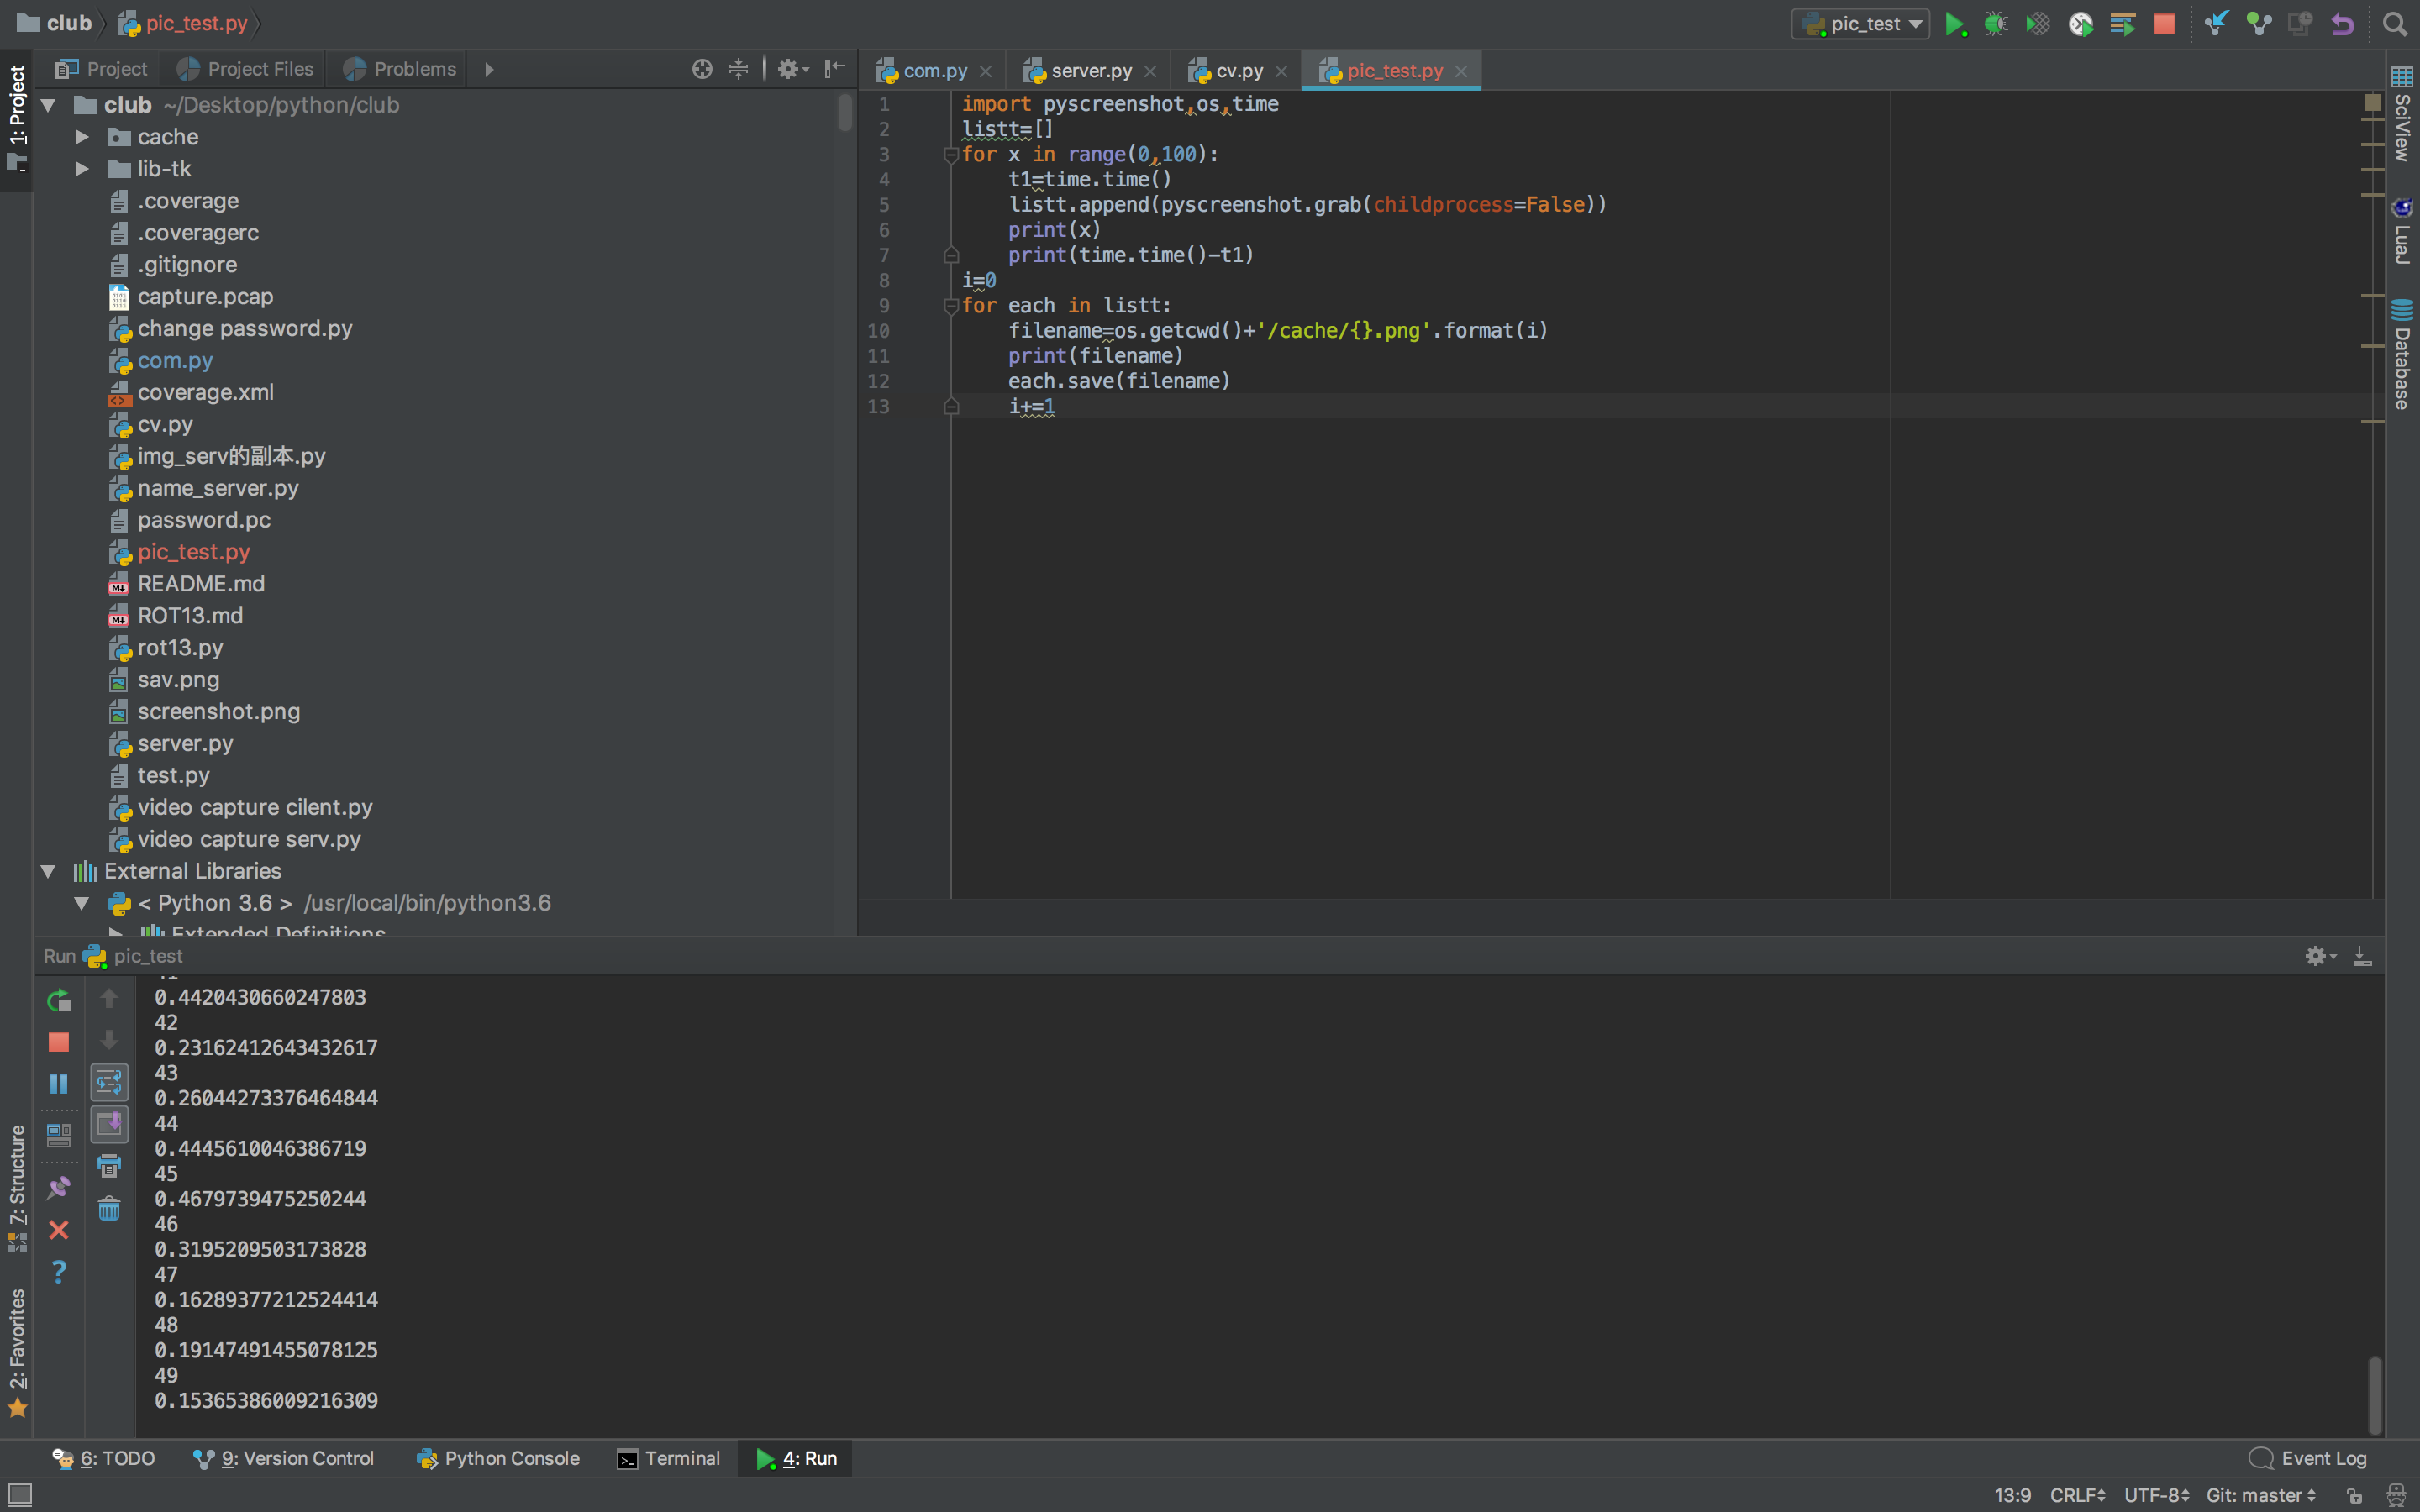 club
pic_test.py
pic_test
Project
Project Files
Problems
com.py
server.py
cv.py
pic_test.py
1: Project
club ~/Desktop/python/club
cache
lib-tk
.coverage
.coveragerc
.gitignore
capture.pcap
change password.py
com.py
coverage.xml
cv.py
img_serv的副本.py
name_server.py
password.pc
pic_test.py
README.md
ROT13.md
rot13.py
sav.png
screenshot.png
server.py
test.py
video capture cilent.py
video capture serv.py
External Libraries
< Python 3.6 > /usr/local/bin/python3.6
Extended Definitions
1 import pyscreenshot,os,time
2 listt=[]
3 for x in range(0,100):
4 t1=time.time()
5 listt.append(pyscreenshot.grab(childprocess=False))
6 print(x)
7 print(time.time()-t1)
8 i=0
9 for each in listt:
10 filename=os.getcwd()+'/cache/{}.png'.format(i)
11 print(filename)
12 each.save(filename)
13 i+=1
SciView
LuaJ
Database
Run pic_test
41
0.4420430660247803
42
0.23162412643432617
43
0.26044273376464844
44
0.4445610046386719
45
0.4679739475250244
46
0.3195209503173828
47
0.16289377212524414
48
0.19147491455078125
49
0.15365386009216309
7: Structure
2: Favorites
6: TODO
9: Version Control
Python Console
Terminal
4: Run
Event Log
13:9 CRLF UTF-8 Git: master